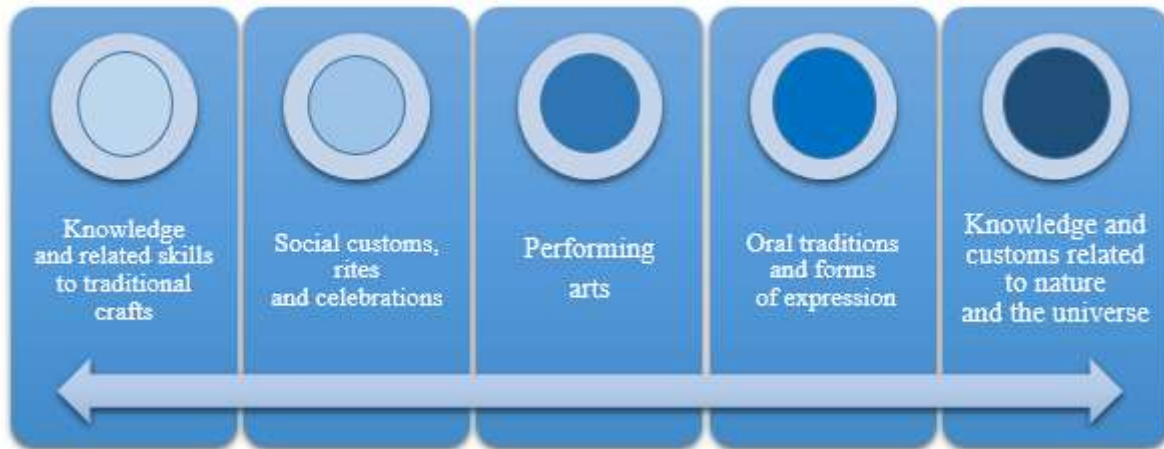 Knowledge
and related skills
to traditional
crafts
Social customs,
rites
and celebrations
Performing
arts
Oral traditions
and forms
of expression
Knowledge and
customs related
to nature
and the universe